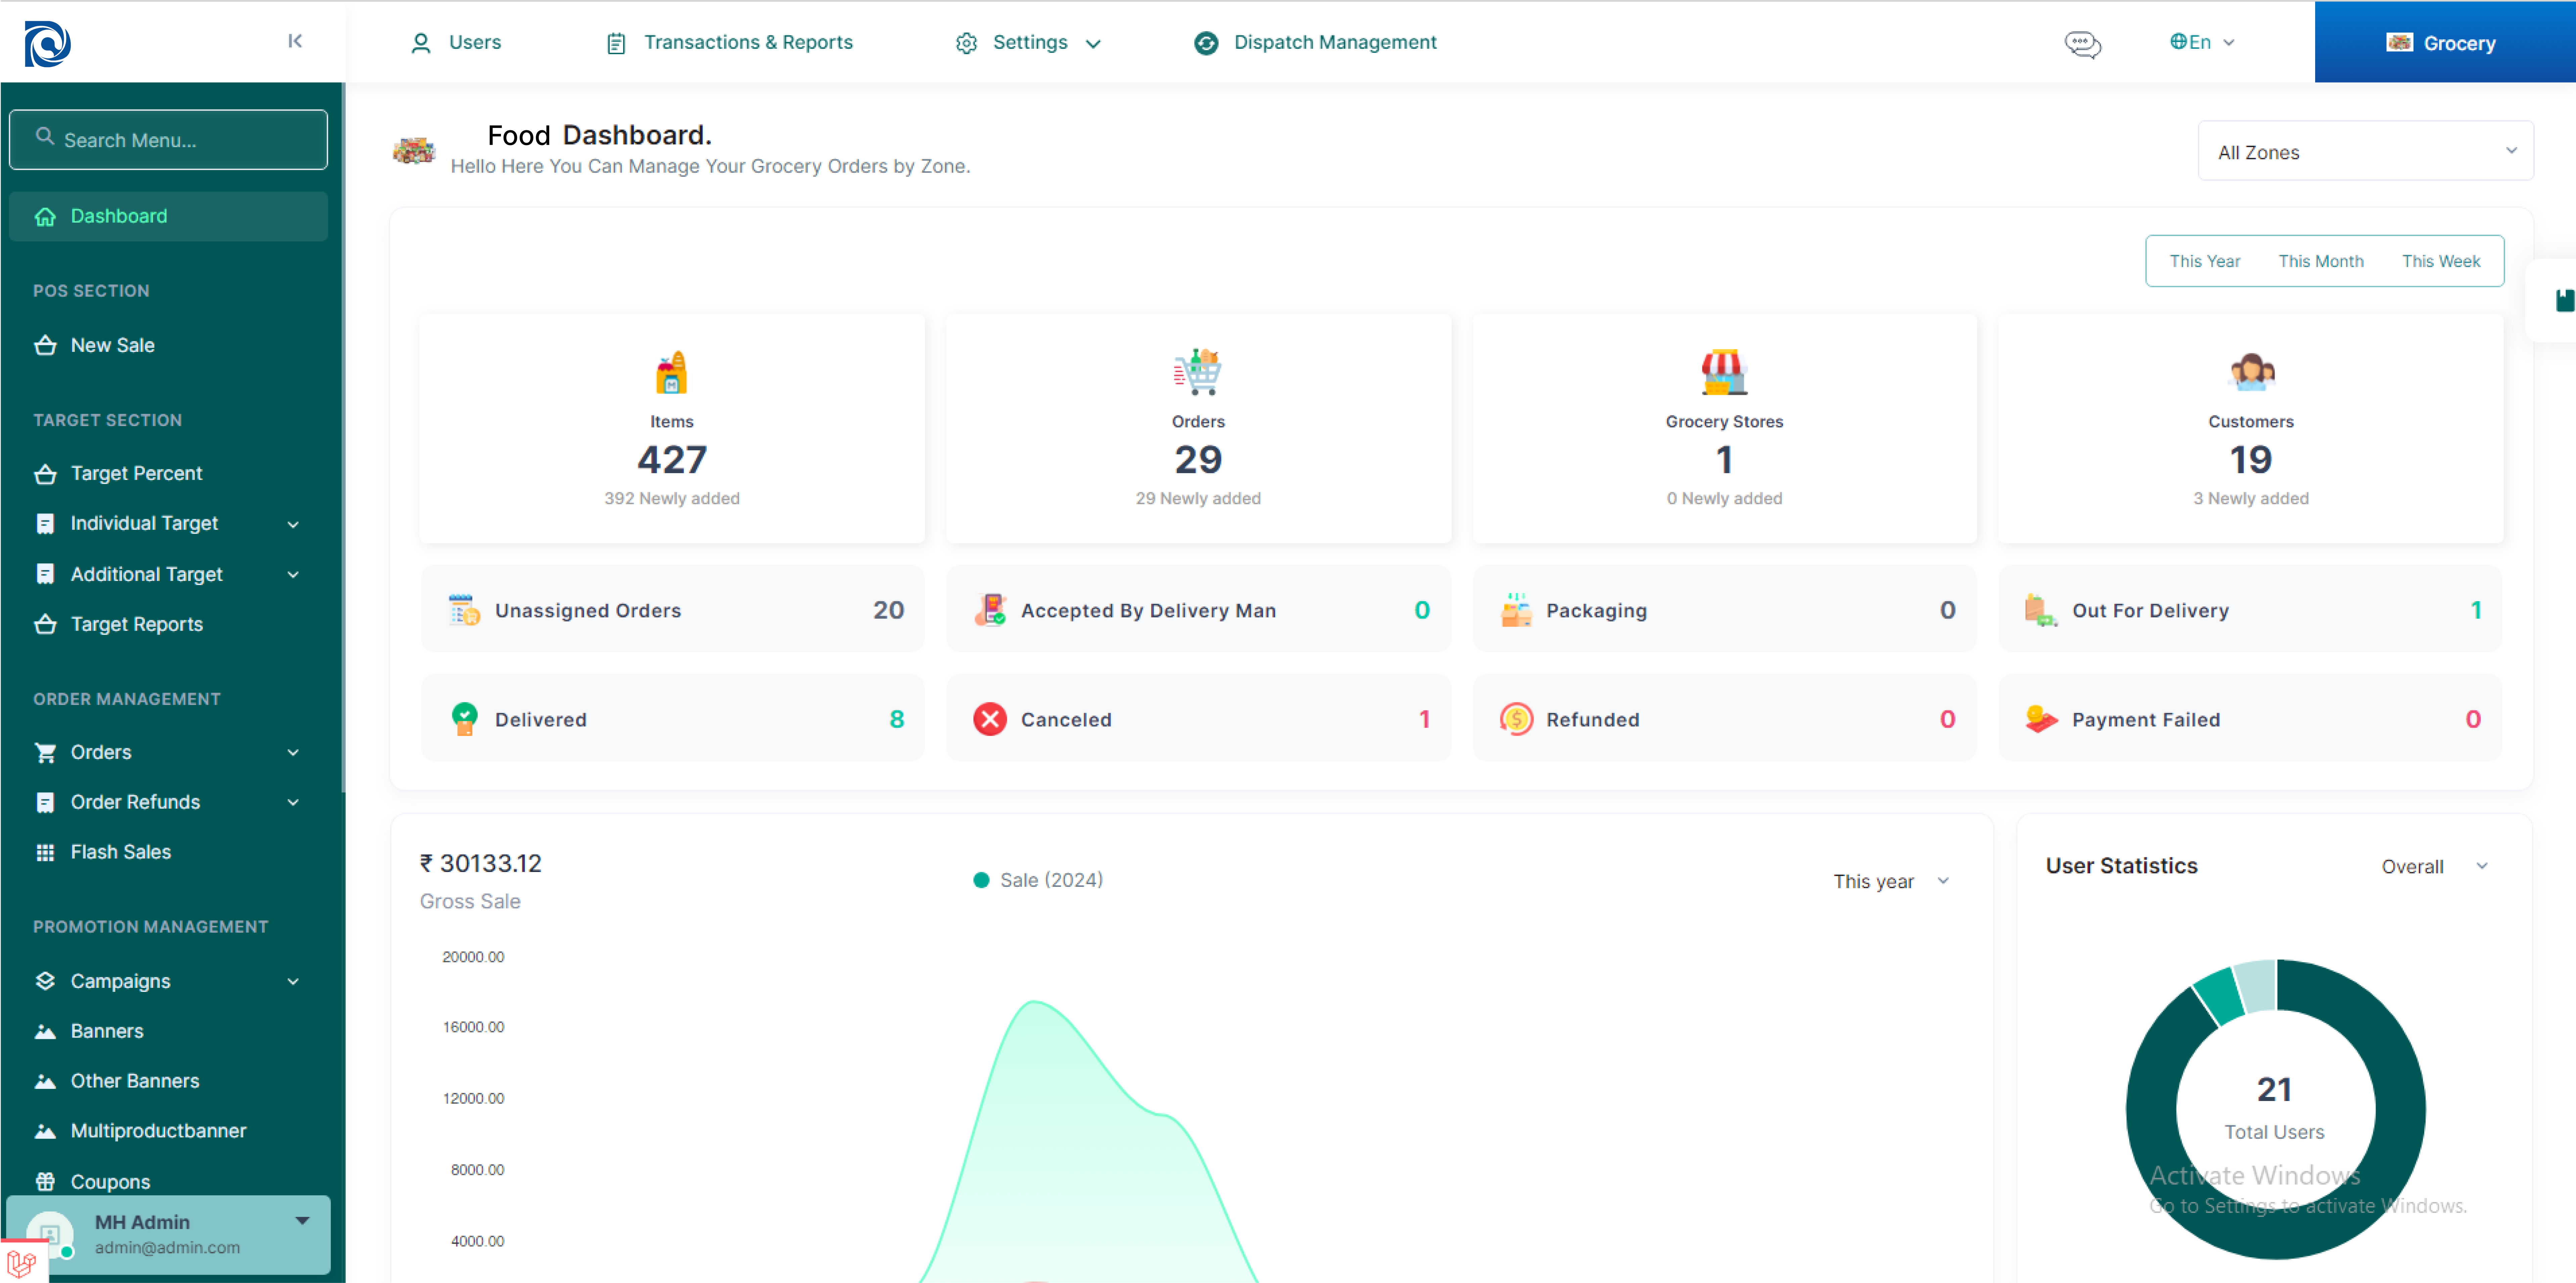 Users
Transactions & Reports
Settings
Dispatch Management
En
Grocery
Search Menu...
Dashboard
POS SECTION
New Sale
TARGET SECTION
Target Percent
Individual Target
Additional Target
Target Reports
ORDER MANAGEMENT
Orders
Order Refunds
Flash Sales
PROMOTION MANAGEMENT
Campaigns
Banners
Other Banners
Multiproductbanner
Coupons
MH Admin
admin@admin.com
Food Dashboard.
Hello Here You Can Manage Your Grocery Orders by Zone.
All Zones
This Year This Month This Week
Items
427
392 Newly added
Orders
29
29 Newly added
Grocery Stores
1
0 Newly added
Customers
19
3 Newly added
Unassigned Orders 20
Accepted By Delivery Man 0
Packaging 0
Out For Delivery 1
Delivered 8
Canceled 1
Refunded 0
Payment Failed 0
₹ 30133.12
Gross Sale
Sale (2024)
This year
20000.00
16000.00
12000.00
8000.00
4000.00
User Statistics
Overall
21
Total Users
Activate Windows
Go to Settings to activate Windows.